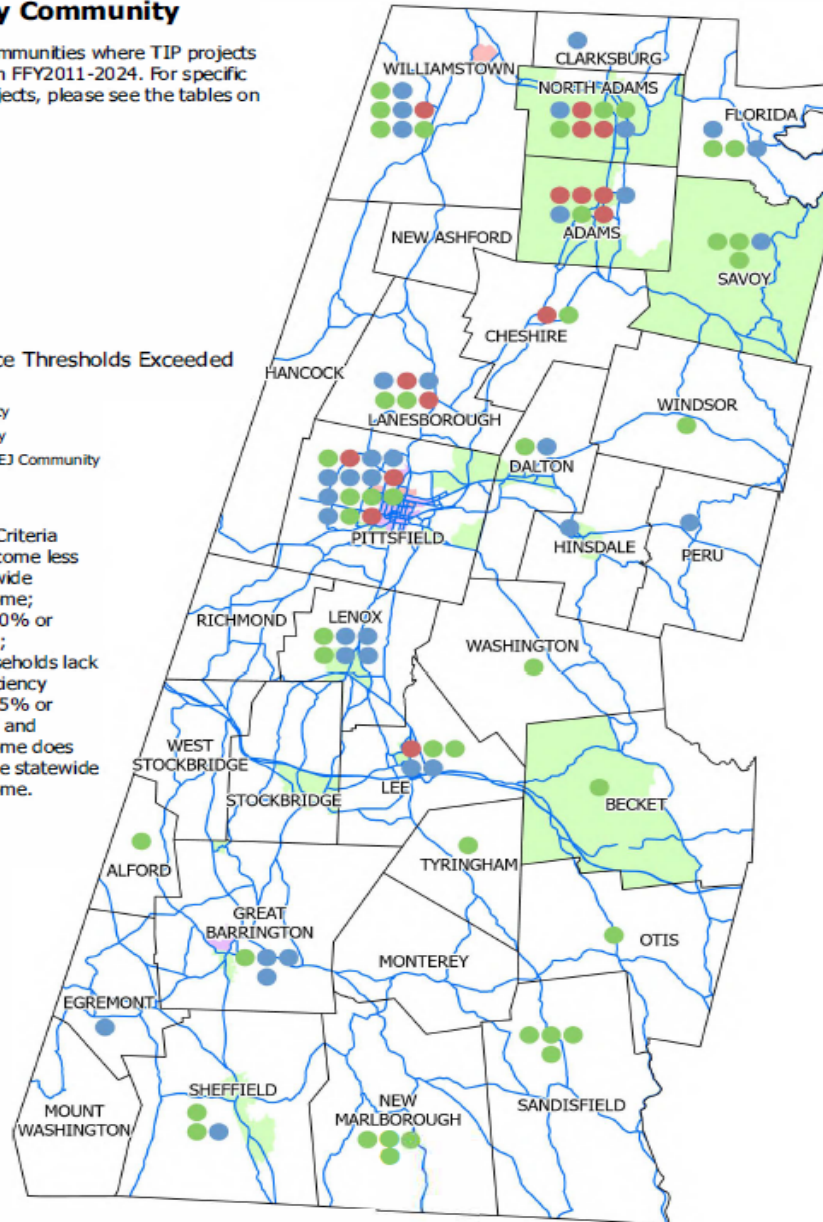 y Community
mmunities where TIP projects
n FFY2011-2024. For specific
jects, please see the tables on
ce Thresholds Exceeded
ty
y
EJ Community
Criteria
come less
wide
me;
0% or
;
seholds lack
iency
5% or
and
me does
e statewide
me.
WILLIAMSTOWN
CLARKSBURG
NORTH ADAMS
FLORIDA
ADAMS
NEW ASHFORD
SAVOY
CHESHIRE
HANCOCK
LANESBOROUGH
WINDSOR
DALTON
PITTSFIELD
HINSDALE
PERU
RICHMOND
LENOX
WASHINGTON
WEST
STOCKBRIDGE
STOCKBRIDGE
LEE
BECKET
ALFORD
TYRINGHAM
GREAT
BARRINGTON
MONTEREY
OTIS
EGREMONT
SHEFFIELD
MOUNT
WASHINGTON
NEW
MARLBOROUGH
SANDISFIELD